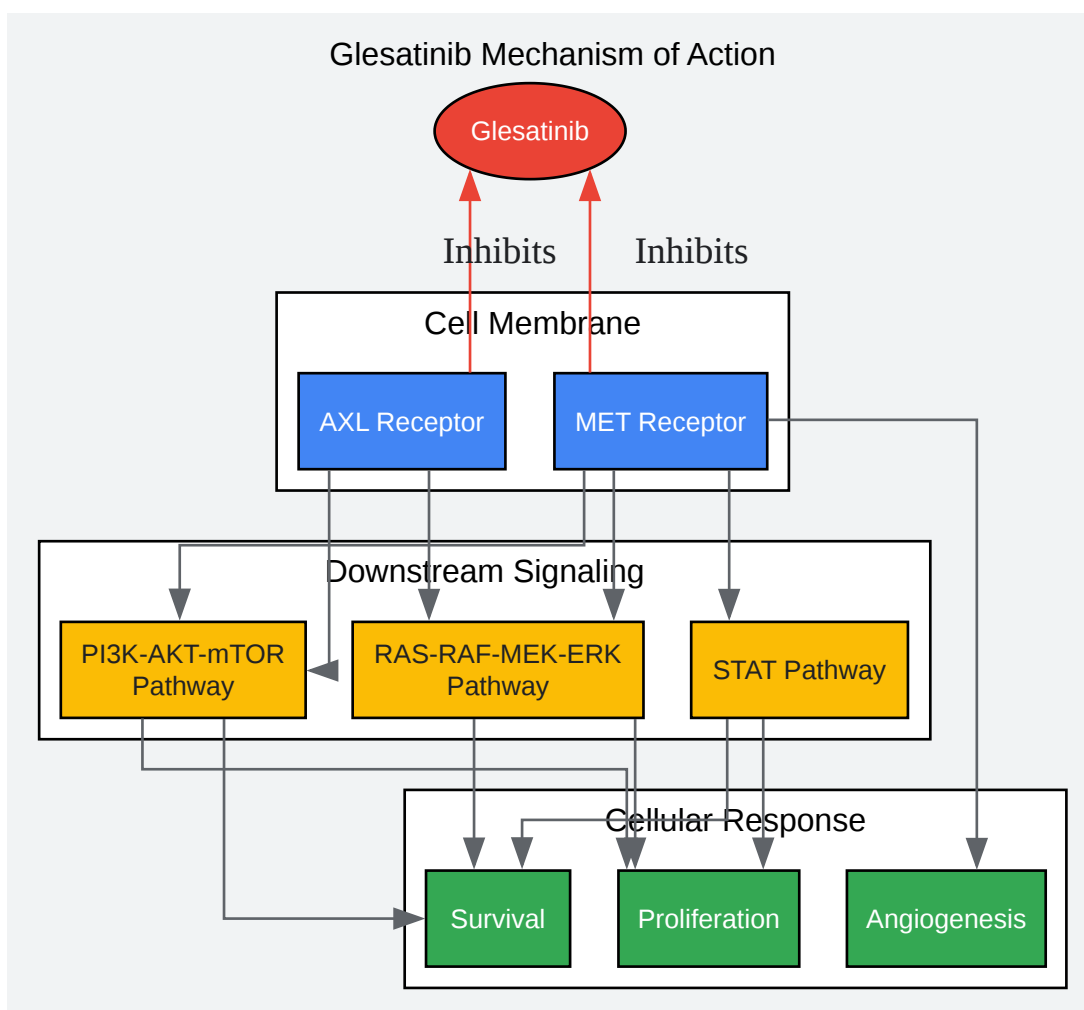 Glesatinib Mechanism of Action
Glesatinib
Inhibits
Inhibits
Cell Membrane
AXL Receptor
MET Receptor
Downstream Signaling
PI3K-AKT-mTOR
Pathway
RAS-RAF-MEK-ERK
Pathway
STAT Pathway
Cellular Response
Survival
Proliferation
Angiogenesis